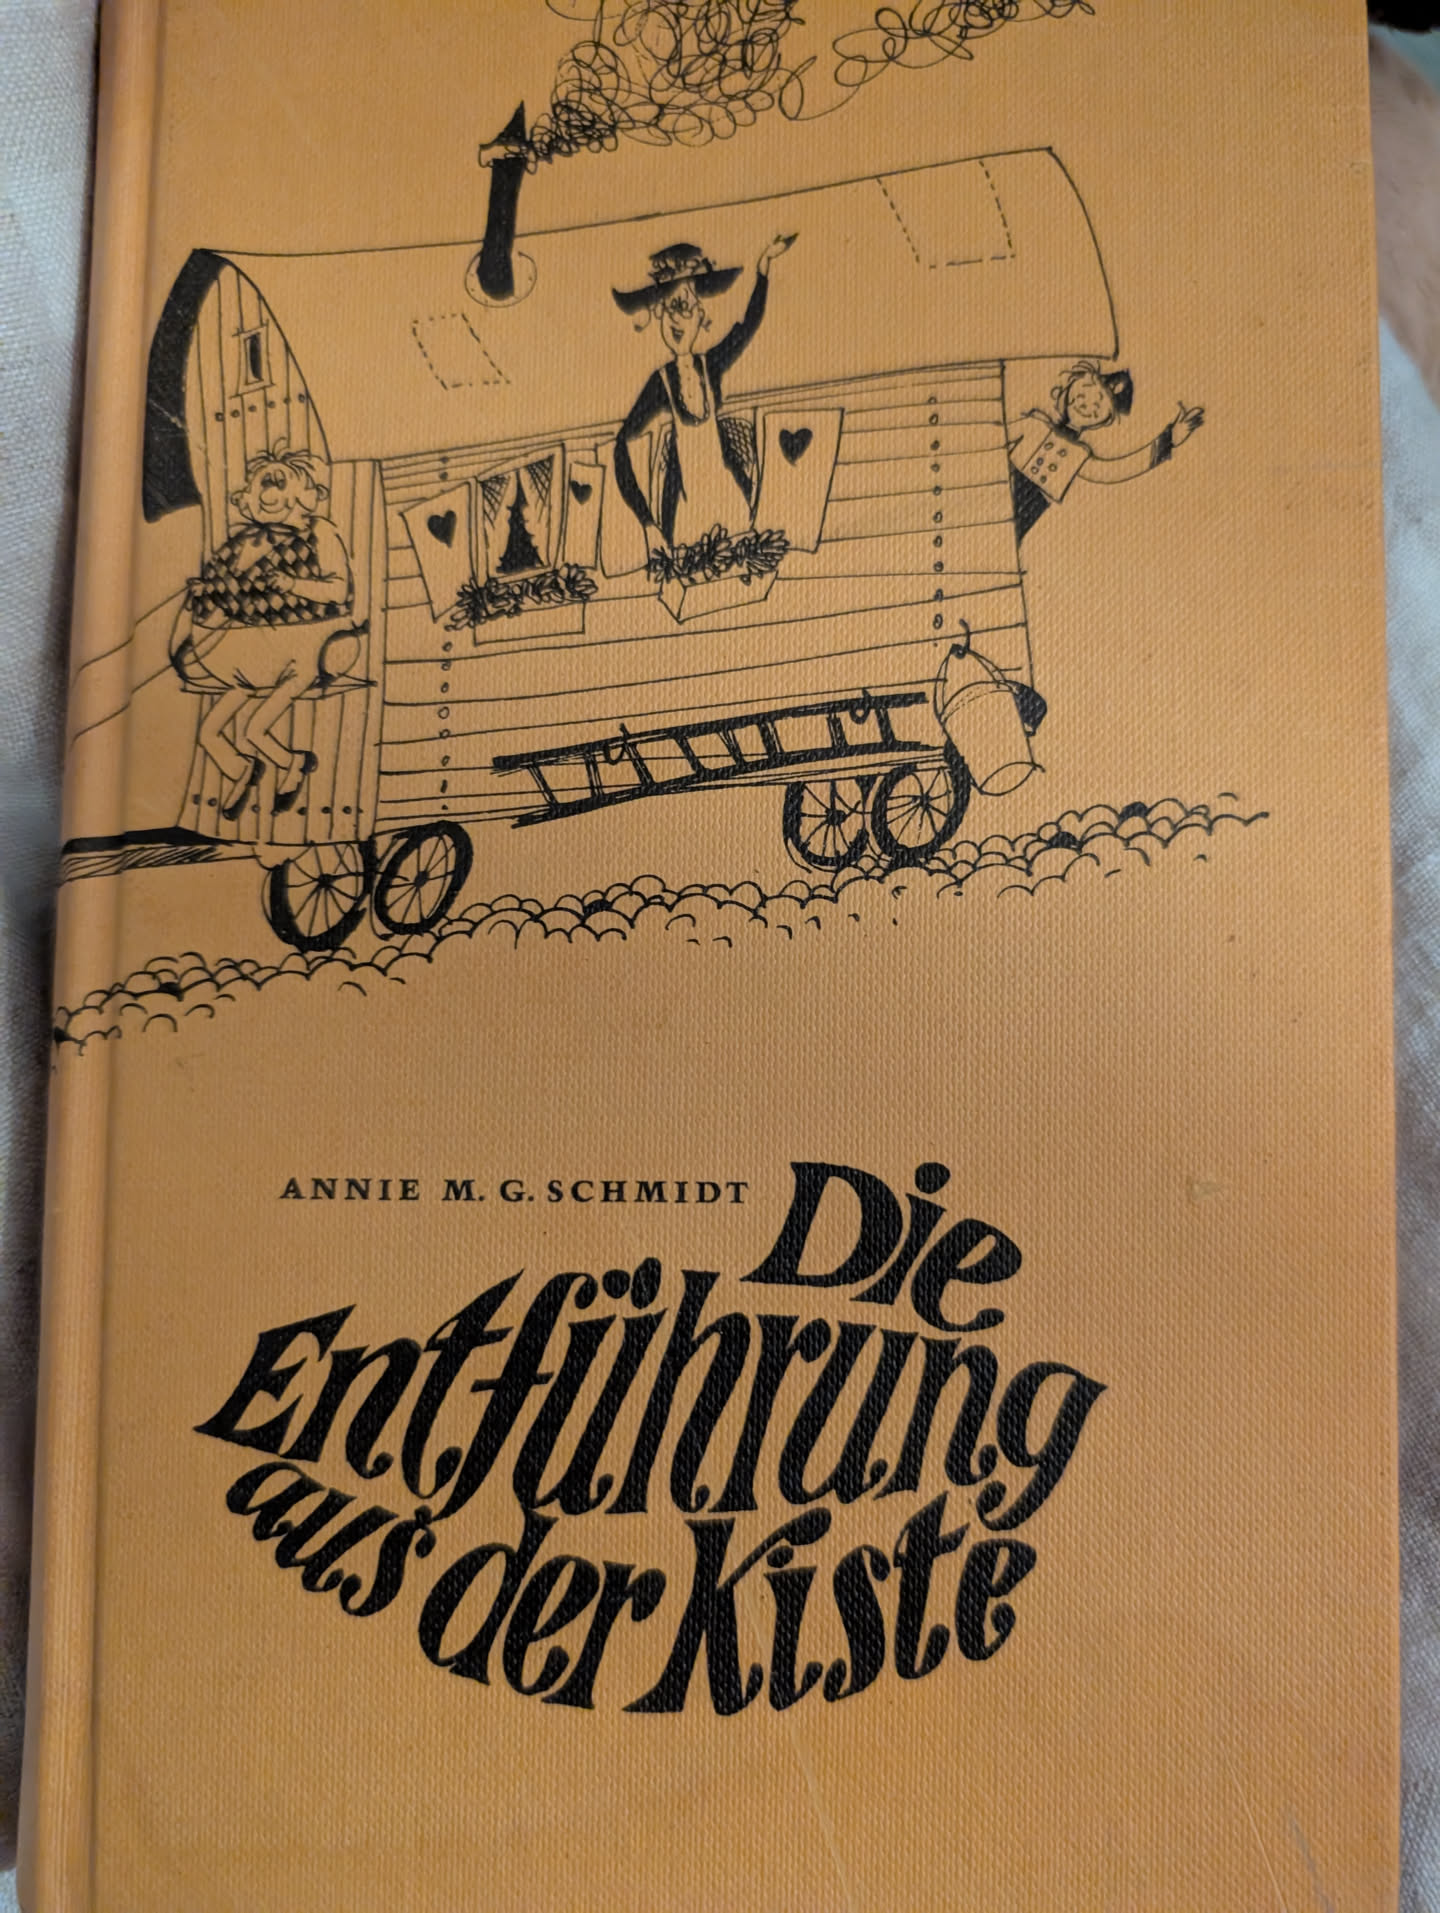 ANNIE M. G. SCHMIDT Die
Entführung
aus der Kiste